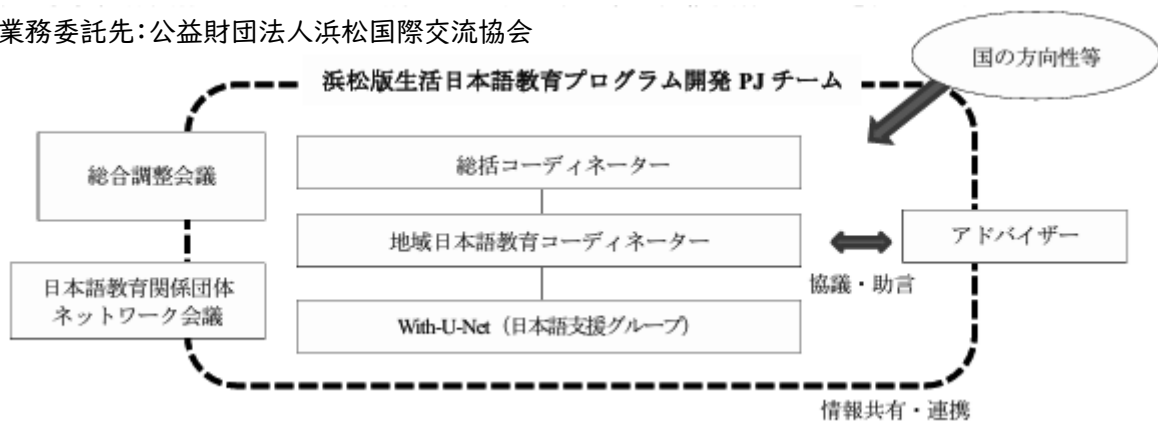 業務委託先：公益財団法人浜松国際交流協会
国の方向性等
浜松版生活日本語教育プログラム開発 PJ チーム
総合調整会議
総括コーディネーター
地域日本語教育コーディネーター
アドバイザー
協議・助言
日本語教育関係団体
ネットワーク会議
With-U-Net（日本語支援グループ）
情報共有・連携